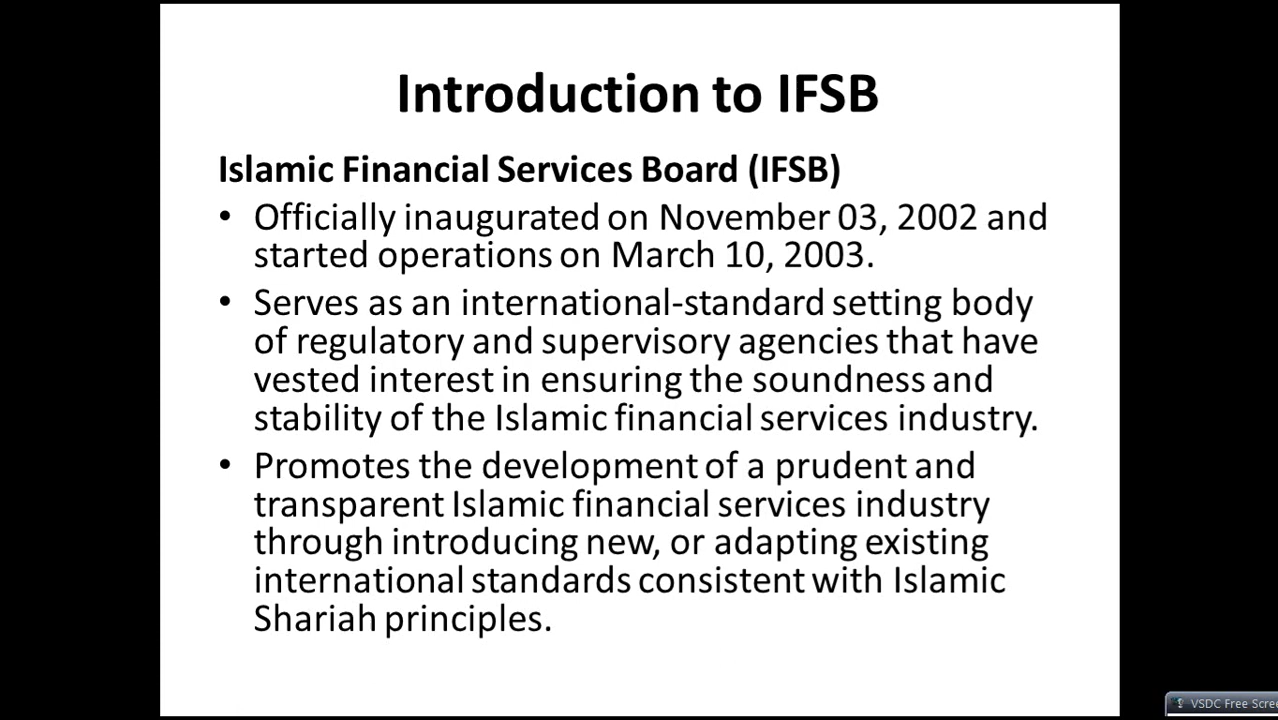 Introduction to IFSB
Islamic Financial Services Board (IFSB)
• Officially inaugurated on November 03, 2002 and
started operations on March 10, 2003.
• Serves as an international-standard setting body
of regulatory and supervisory agencies that have
vested interest in ensuring the soundness and
stability of the Islamic financial services industry.
• Promotes the development of a prudent and
transparent Islamic financial services industry
through introducing new, or adapting existing
international standards consistent with Islamic
Shariah principles.
VSDC Free Scree